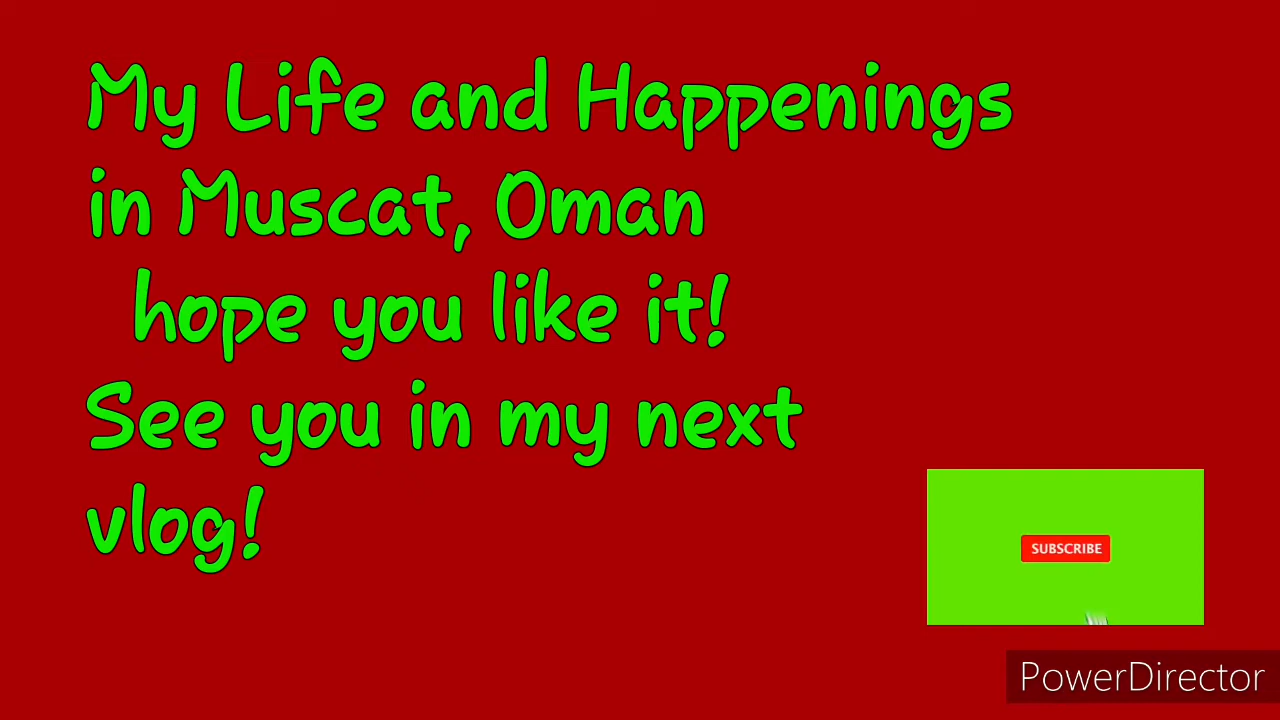 My Life and Happenings
in Muscat, Oman
hope you like it!
See you in my next
vlog!
SUBSCRIBE
PowerDirector